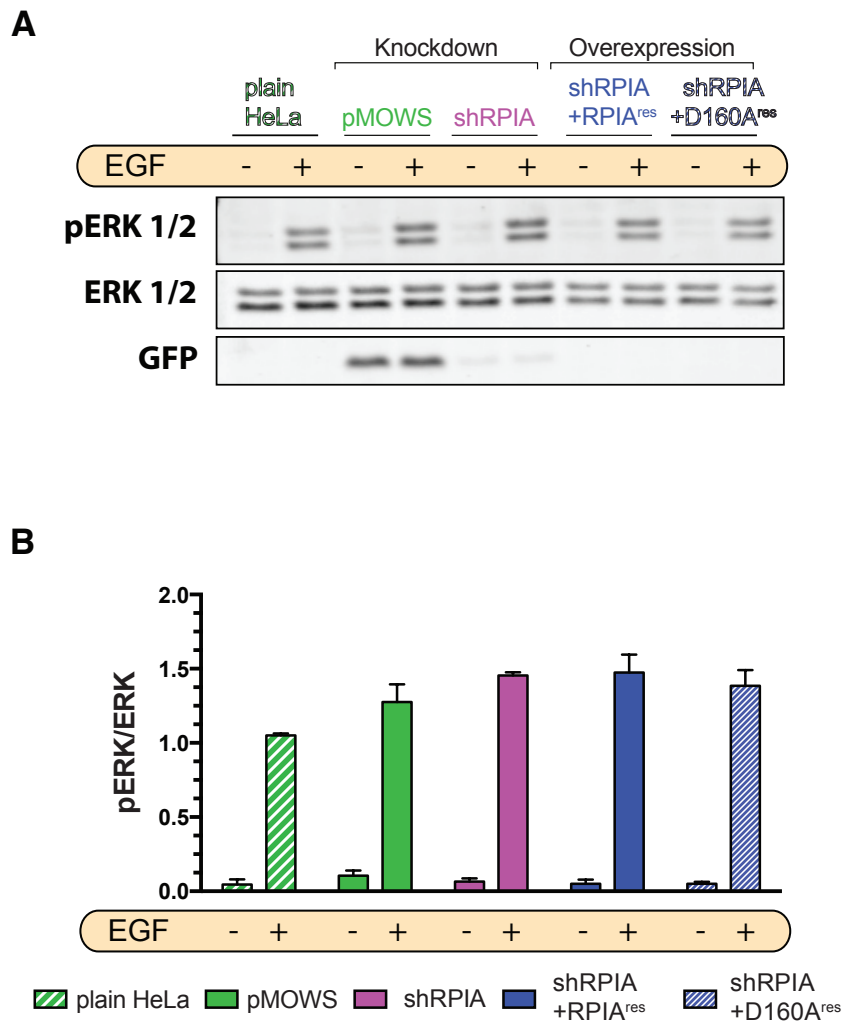 A
Knockdown Overexpression
plain HeLa
pMOWS
shRPIA
shRPIA +RPIAres
shRPIA +D160Ares
EGF - + - + - + - + - +
pERK 1/2
ERK 1/2
GFP
B
2.0
1.5
1.0
0.5
0.0
pERK/ERK
EGF - + - + - + - + - +
plain HeLa
pMOWS
shRPIA
shRPIA +RPIAres
shRPIA +D160Ares